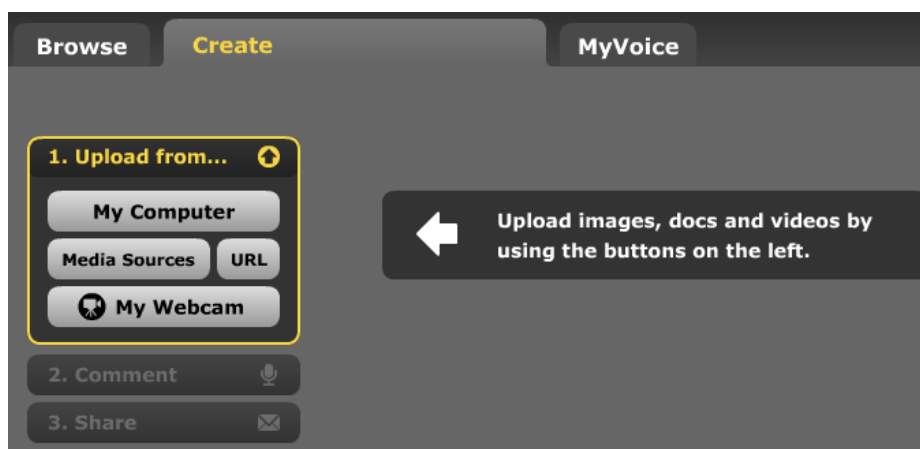 Browse
Create
MyVoice
1. Upload from...
My Computer
Media Sources
URL
My Webcam
2. Comment
3. Share
Upload images, docs and videos by
using the buttons on the left.